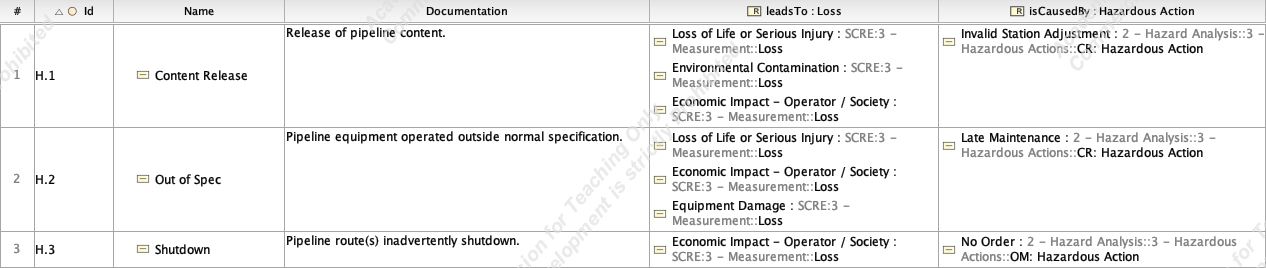 # Id Name Documentation leadsTo : Loss isCausedBy : Hazardous Action
1 H.1 Content Release
Release of pipeline content.
Loss of Life or Serious Injury : SCRE:3 –
Measurement::Loss
Environmental Contamination : SCRE:3 –
Measurement::Loss
Economic Impact – Operator / Society :
SCRE:3 – Measurement::Loss
Invalid Station Adjustment : 2 – Hazard Analysis::3 –
Hazardous Actions::CR: Hazardous Action
2 H.2 Out of Spec
Pipeline equipment operated outside normal specification.
Loss of Life or Serious Injury : SCRE:3 –
Measurement::Loss
Economic Impact – Operator / Society :
SCRE:3 – Measurement::Loss
Equipment Damage : SCRE:3 –
Measurement::Loss
Late Maintenance : 2 – Hazard Analysis::3 –
Hazardous Actions::CR: Hazardous Action
3 H.3 Shutdown
Pipeline route(s) inadvertently shutdown.
Economic Impact – Operator / Society :
SCRE:3 – Measurement::Loss
No Order : 2 – Hazard Analysis::3 – Hazardous
Actions::OM: Hazardous Action